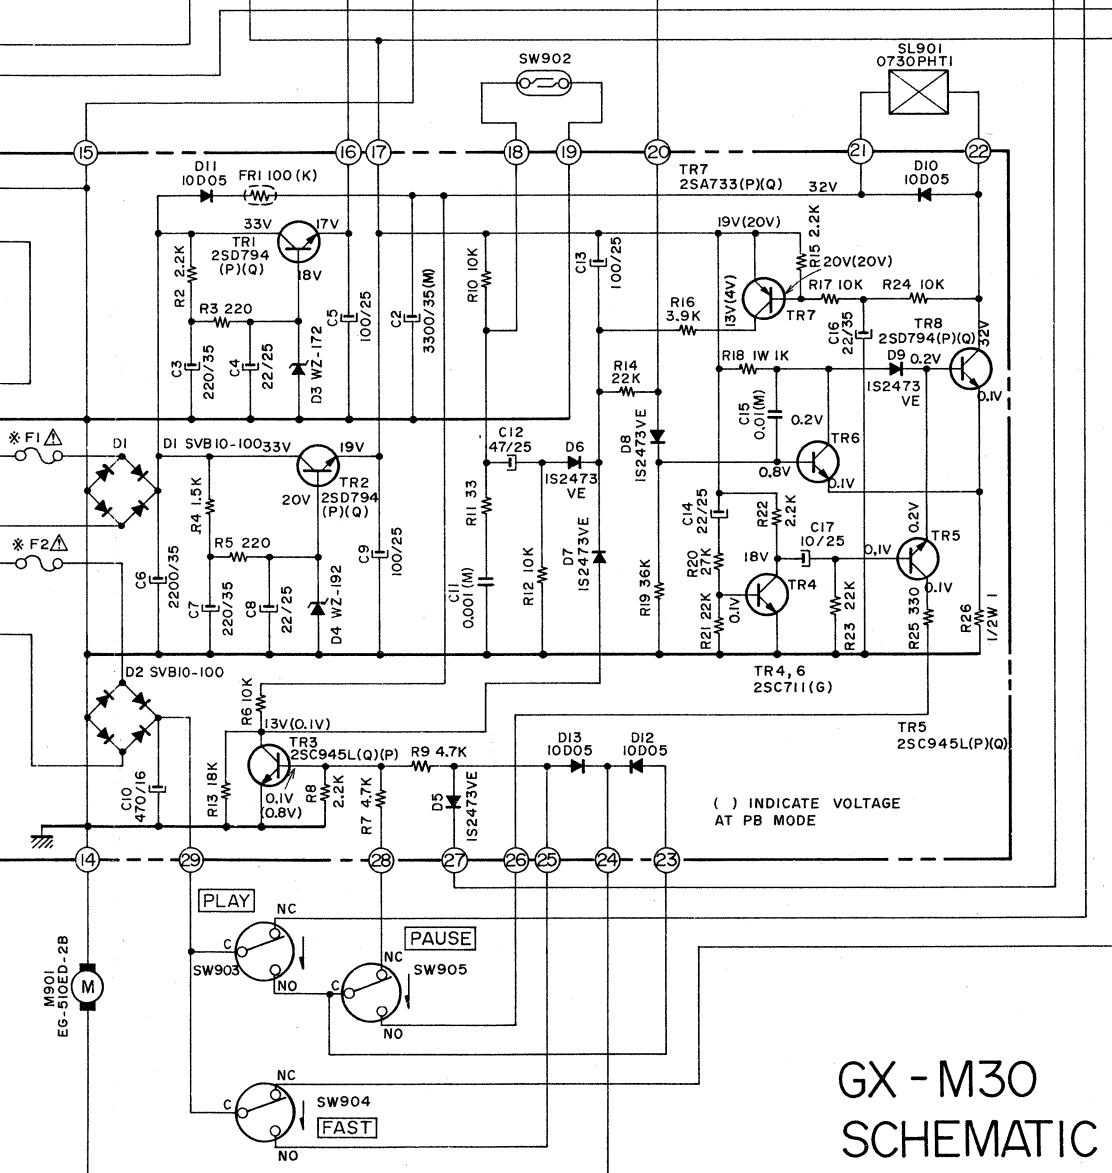 SW902
SL901
0730PHT1
15
16
17
18
19
20
21
22
D11
10D05
FR1 100(K)
TR7
2SA733(P)(Q)
32V
D10
10D05
33V
17V
TR1
2SD794
(P)(Q)
18V
R2 2.2K
R3 220
C3
220/35
C4
22/25
D3 WZ-172
C5
100/25
C2
3300/35(M)
R10 10K
C13
100/25
19V(20V)
R15 2.2K
20V(20V)
13V(4V)
TR7
R17 10K
R24 10K
R16
3.9K
C16
22/35
TR8
2SD794(P)(Q)
32V
R18 1W 1K
D9
0.2V
1S2473
VE
0.1V
R14
22K
C15
0.01(M)
0.2V
TR6
0.8V
0.1V
D8
1S2473VE
※F1⚠
D1
D1 SVB10-100
33V
19V
TR2
2SD794
(P)(Q)
20V
R4 1.5K
R5 220
C12
47/25
D6
1S2473
VE
R11 33
C14
22/25
R22
2.2K
C17
10/25
0.2V
TR5
0.1V
0.1V
※F2⚠
C6
2200/35
C7
220/35
C8
22/25
D4 WZ-192
C9
100/25
C11
0.001(M)
R12 10K
D7
1S2473VE
R19 36K
R20
27K
18V
TR4
R21 22K
0.1V
R23 22K
R25 330
R26
1/2W 1
D2 SVB10-100
TR4,6
2SC711(G)
R6 10K
13V(0.1V)
TR3
2SC945L(Q)(P)
R9 4.7K
D13
10D05
D12
10D05
TR5
2SC945L(P)(Q)
C10
470/16
R13 18K
0.1V
(0.8V)
R8
2.2K
R7 4.7K
D5
1S2473VE
( ) INDICATE VOLTAGE
AT PB MODE
14
29
28
27
26
25
24
23
PLAY
NC
C
SW903
NO
PAUSE
NC
SW905
C
NO
M901
EG-510ED-2B
M
NC
C
SW904
FAST
NO
GX-M30
SCHEMATIC